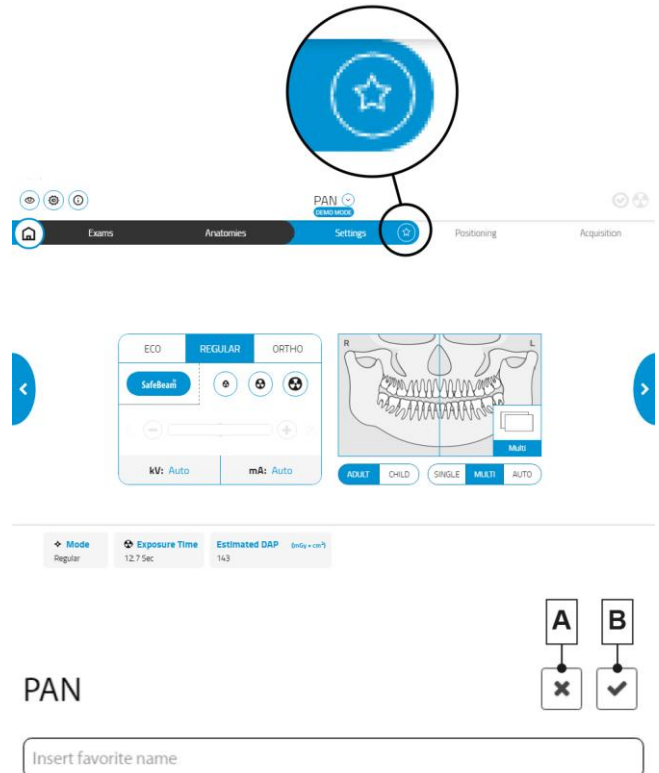 PAN
DEMO MODE
Exams Anatomies Settings Positioning Acquisition
ECO REGULAR ORTHO
SafeBeam
kV: Auto mA: Auto
R L
Multi
ADULT CHILD SINGLE MULTI AUTO
Mode
Regular
Exposure Time
12.7 Sec
Estimated DAP (mGy • cm²)
143
A B
PAN
Insert favorite name